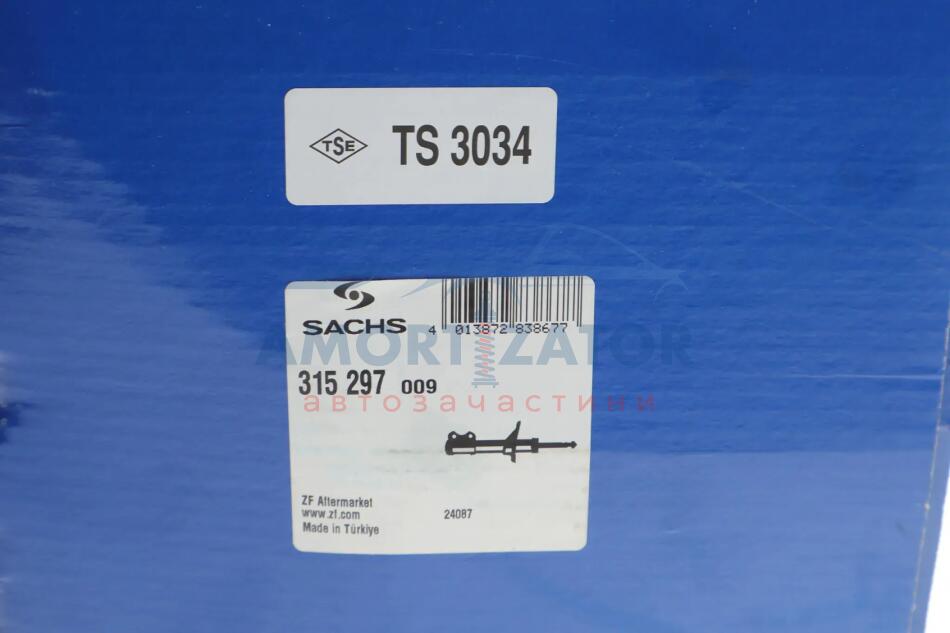 TSE TS 3034
SACHS
4 013872 838677
AMORTIZATOR
315 297 009
автозачастини
ZF Aftermarket
www.zf.com
Made in Türkiye
24087